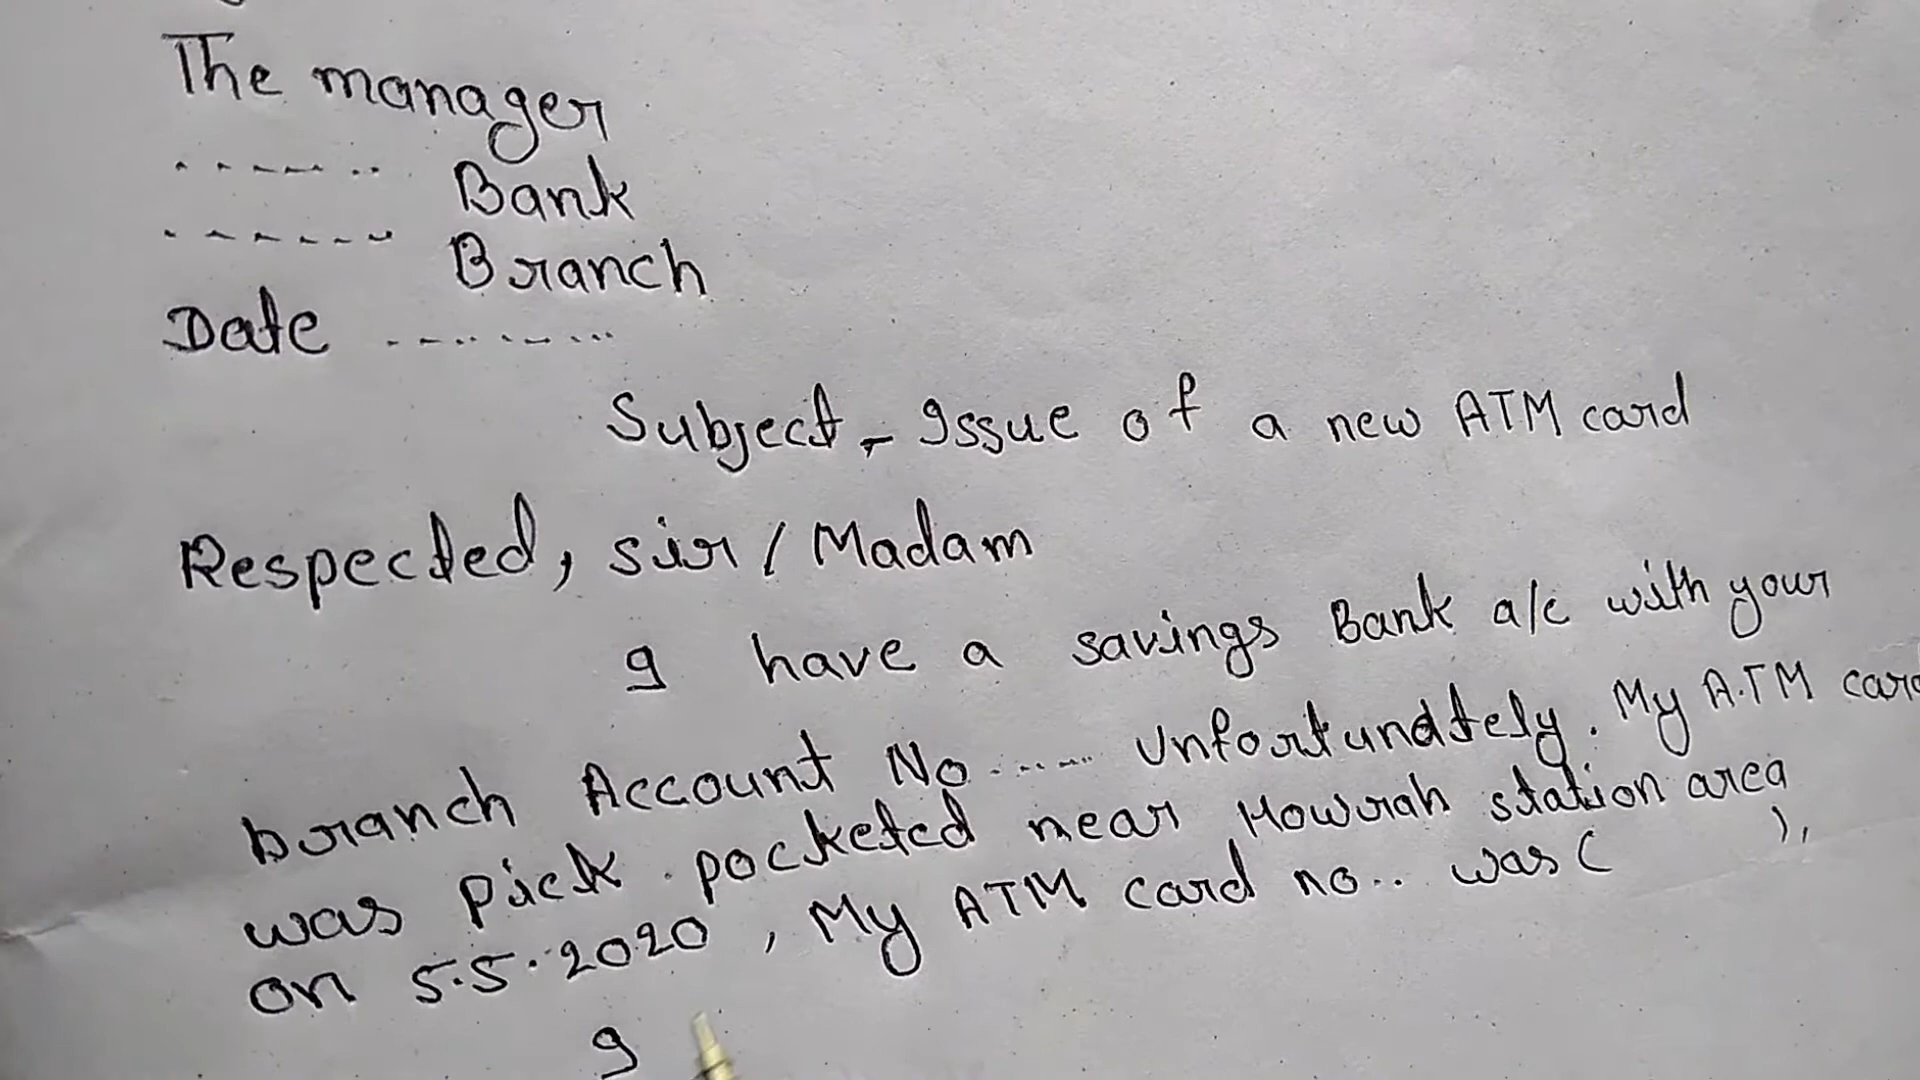 The manager
....... Bank
....... Branch
Date ..........
Subject - Issue of a new ATM card
Respected, sir / Madam
I have a savings Bank a/c with your
branch Account No ...... Unfortundtely. My A.TM card
was pick. pocketed near Howrah station area
on 5.5.2020, My ATM card no.. was (      ),
I